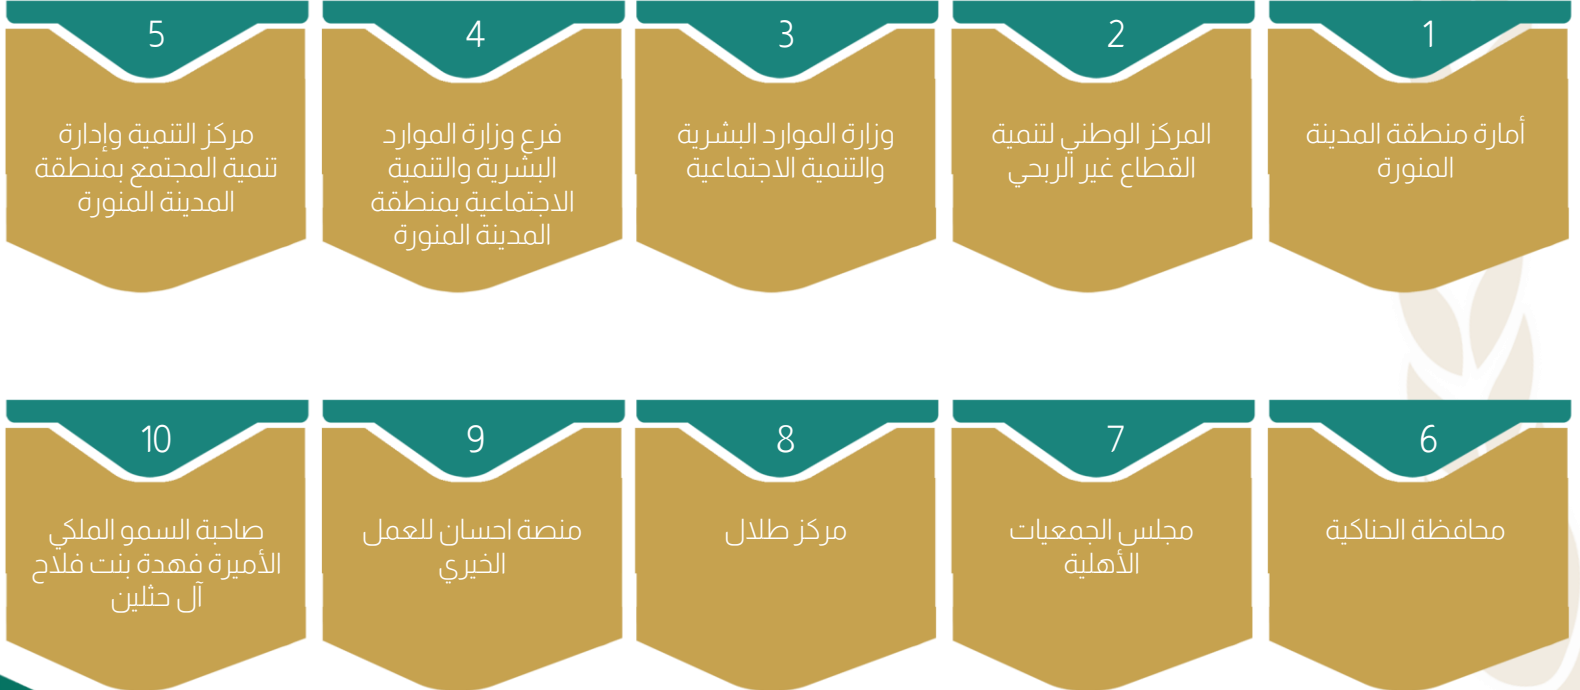 1
أمارة منطقة المدينة
المنورة
2
المركز الوطني لتنمية
القطاع غير الربحي
3
وزارة الموارد البشرية
والتنمية الاجتماعية
4
فرع وزارة الموارد
البشرية والتنمية
الاجتماعية بمنطقة
المدينة المنورة
5
مركز التنمية وإدارة
تنمية المجتمع بمنطقة
المدينة المنورة
6
محافظة الحناكية
7
مجلس الجمعيات
الأهلية
8
مركز طلال
9
منصة احسان للعمل
الخيري
10
صاحبة السمو الملكي
الأميرة فهدة بنت فلاح
آل حثلين